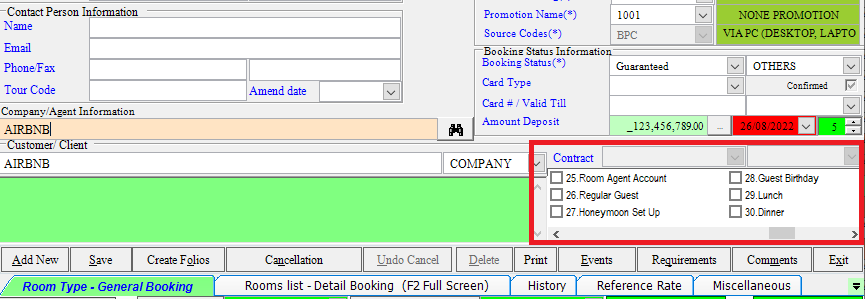 Contact Person Information
Name
Email
Phone/Fax
Tour Code Amend date
Company/Agent Information
AIRBNB
Customer/ Client
AIRBNB COMPANY
Promotion Name(*) 1001 NONE PROMOTION
Source Codes(*) BPC VIA PC (DESKTOP, LAPTO
Booking Status Information
Booking Status(*) Guaranteed OTHERS
Card Type Confirmed
Card # / Valid Till
Amount Deposit _123,456,789.00 ... 26/08/2022 5
Contract
25.Room Agent Account 28.Guest Birthday
26.Regular Guest 29.Lunch
27.Honeymoon Set Up 30.Dinner
Add New Save Create Folios Cancellation Undo Cancel Delete Print Events Requirements Comments Exit
Room Type - General Booking Rooms list - Detail Booking (F2 Full Screen) History Reference Rate Miscellaneous